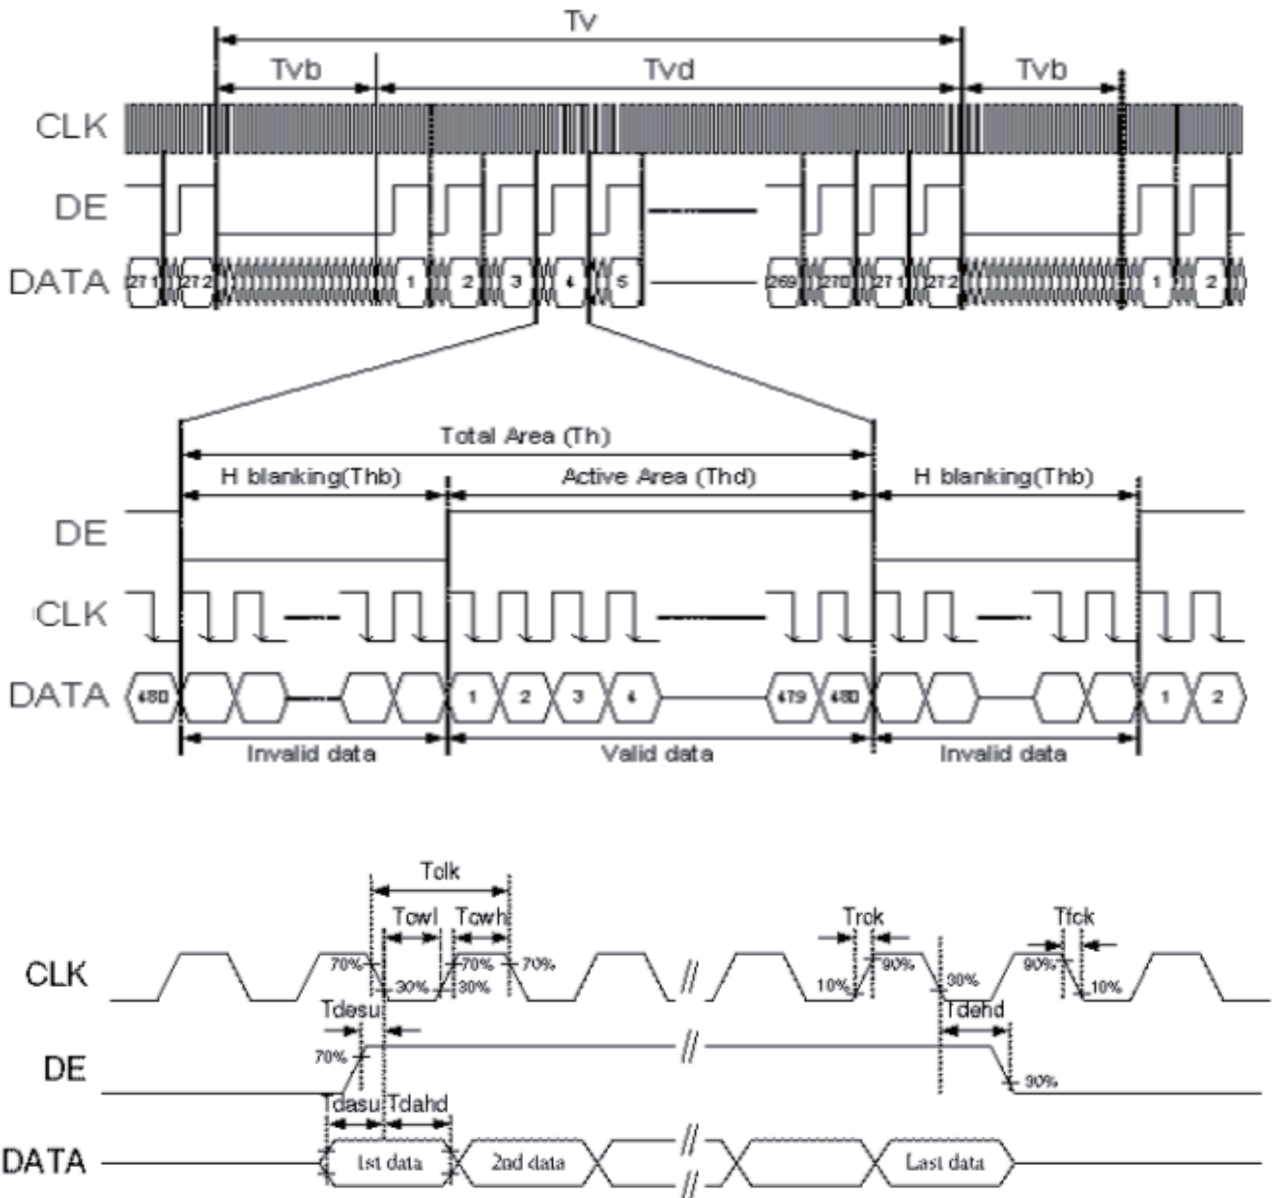 Tv
Tvb Tvd Tvb
CLK
DE
DATA 271 272 1 2 3 4 5 269 270 271 272 1 2
Total Area (Th)
H blanking(Thb) Active Area (Thd) H blanking(Thb)
DE
CLK
DATA 480 1 2 3 4 479 480 1 2
Invalid data Valid data Invalid data
Tclk
Tcwl Tcwh Trck Tfck
CLK 70% 70% 70% 90% 30% 90%
30% 30% 10% 10%
Tdesu Tdehd
DE 70% 30%
Tdasu Tdahd
DATA 1st data 2nd data Last data